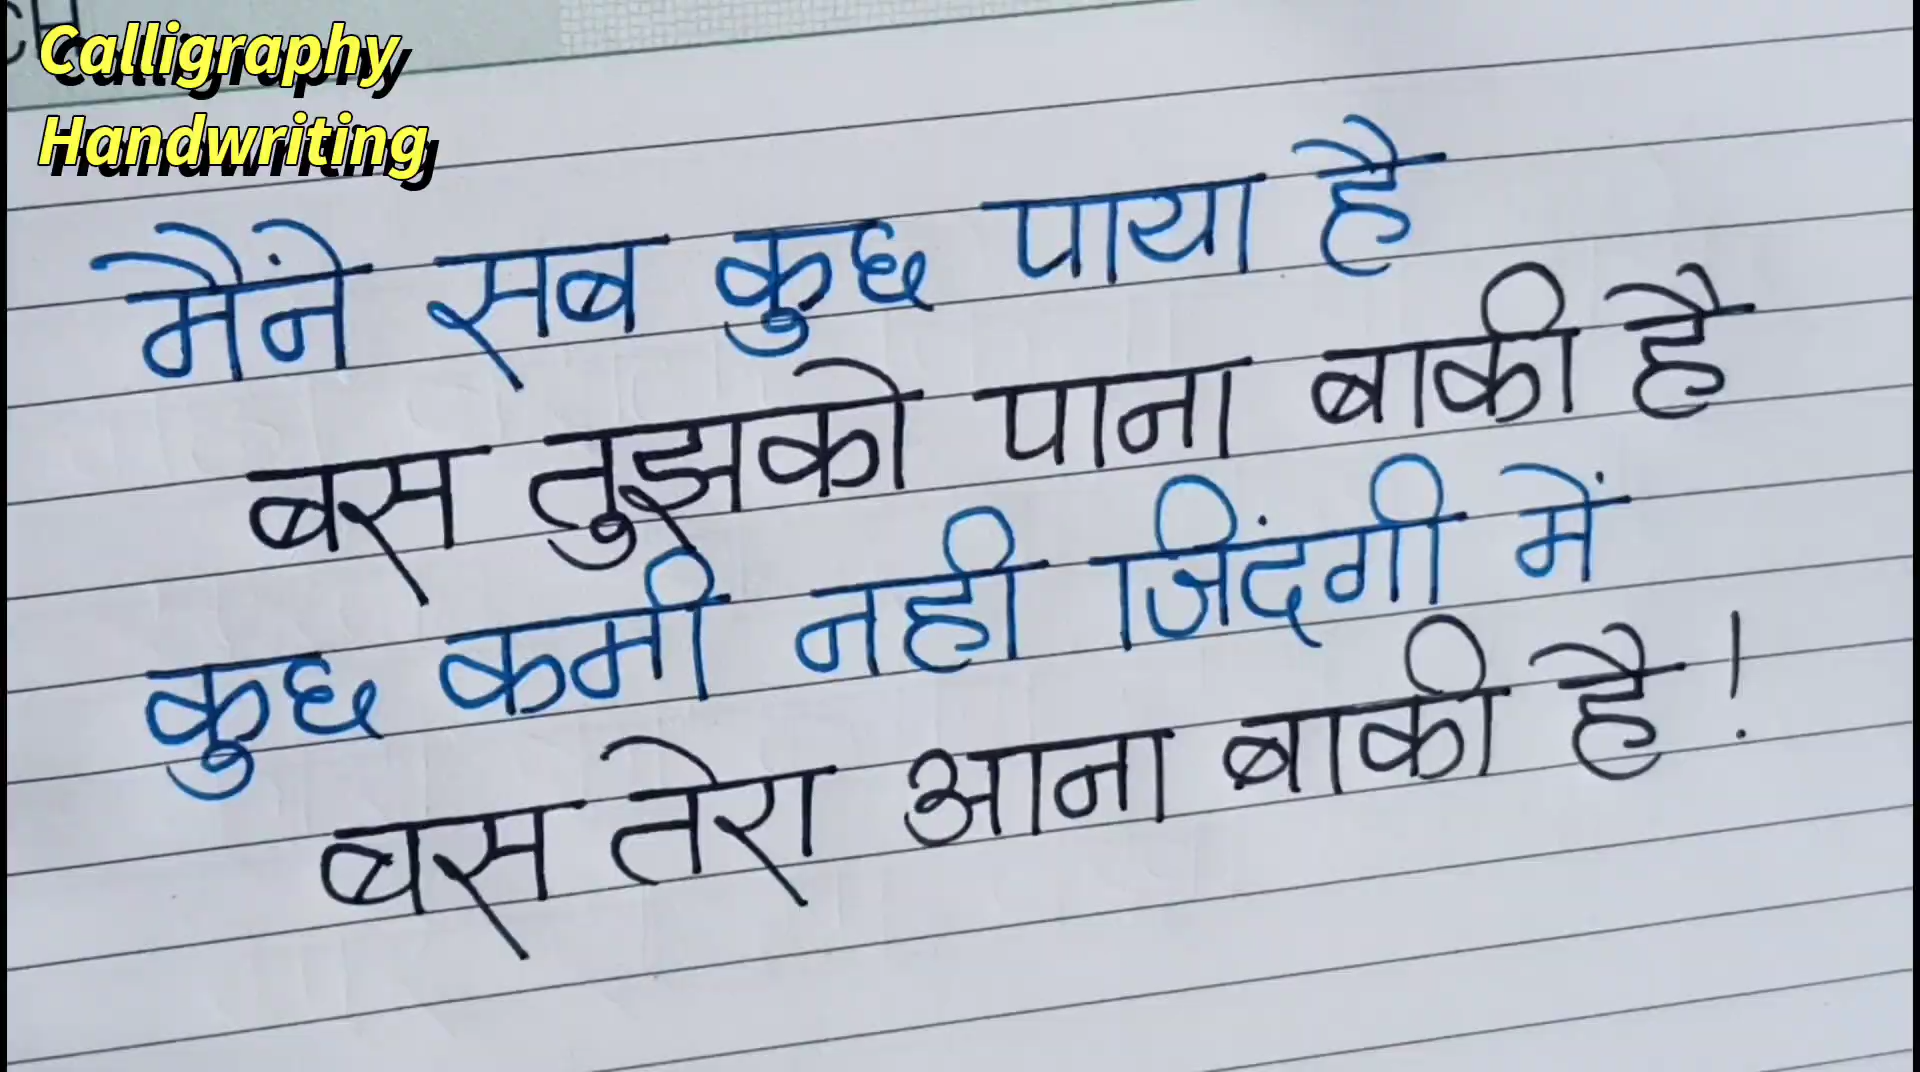 Calligraphy
Handwriting
मैंने सब कुछ पाया है
बस तुझको पाना बाकी है
कुछ कमी नही जिंदगी में
बस तेरा आना बाकी है !